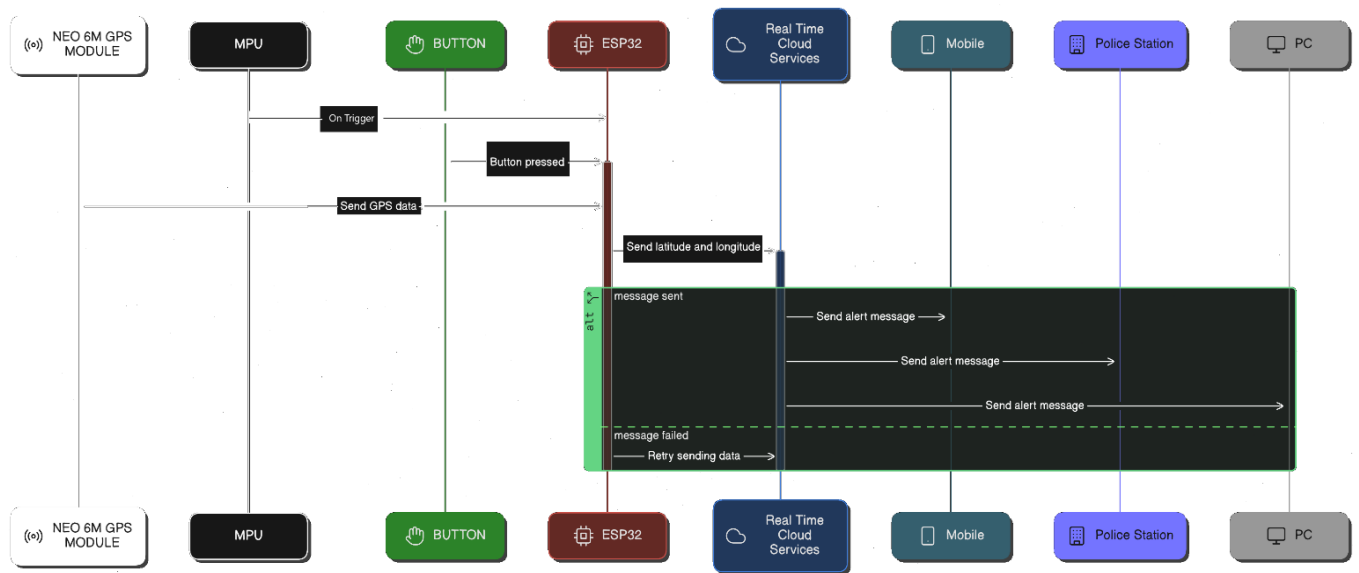 NEO 6M GPS
MODULE
MPU
BUTTON
ESP32
Real Time
Cloud
Services
Mobile
Police Station
PC
On Trigger
Button pressed
Send GPS data
Send latitude and longitude
alt
message sent
Send alert message
Send alert message
Send alert message
message failed
Retry sending data
NEO 6M GPS
MODULE
MPU
BUTTON
ESP32
Real Time
Cloud
Services
Mobile
Police Station
PC